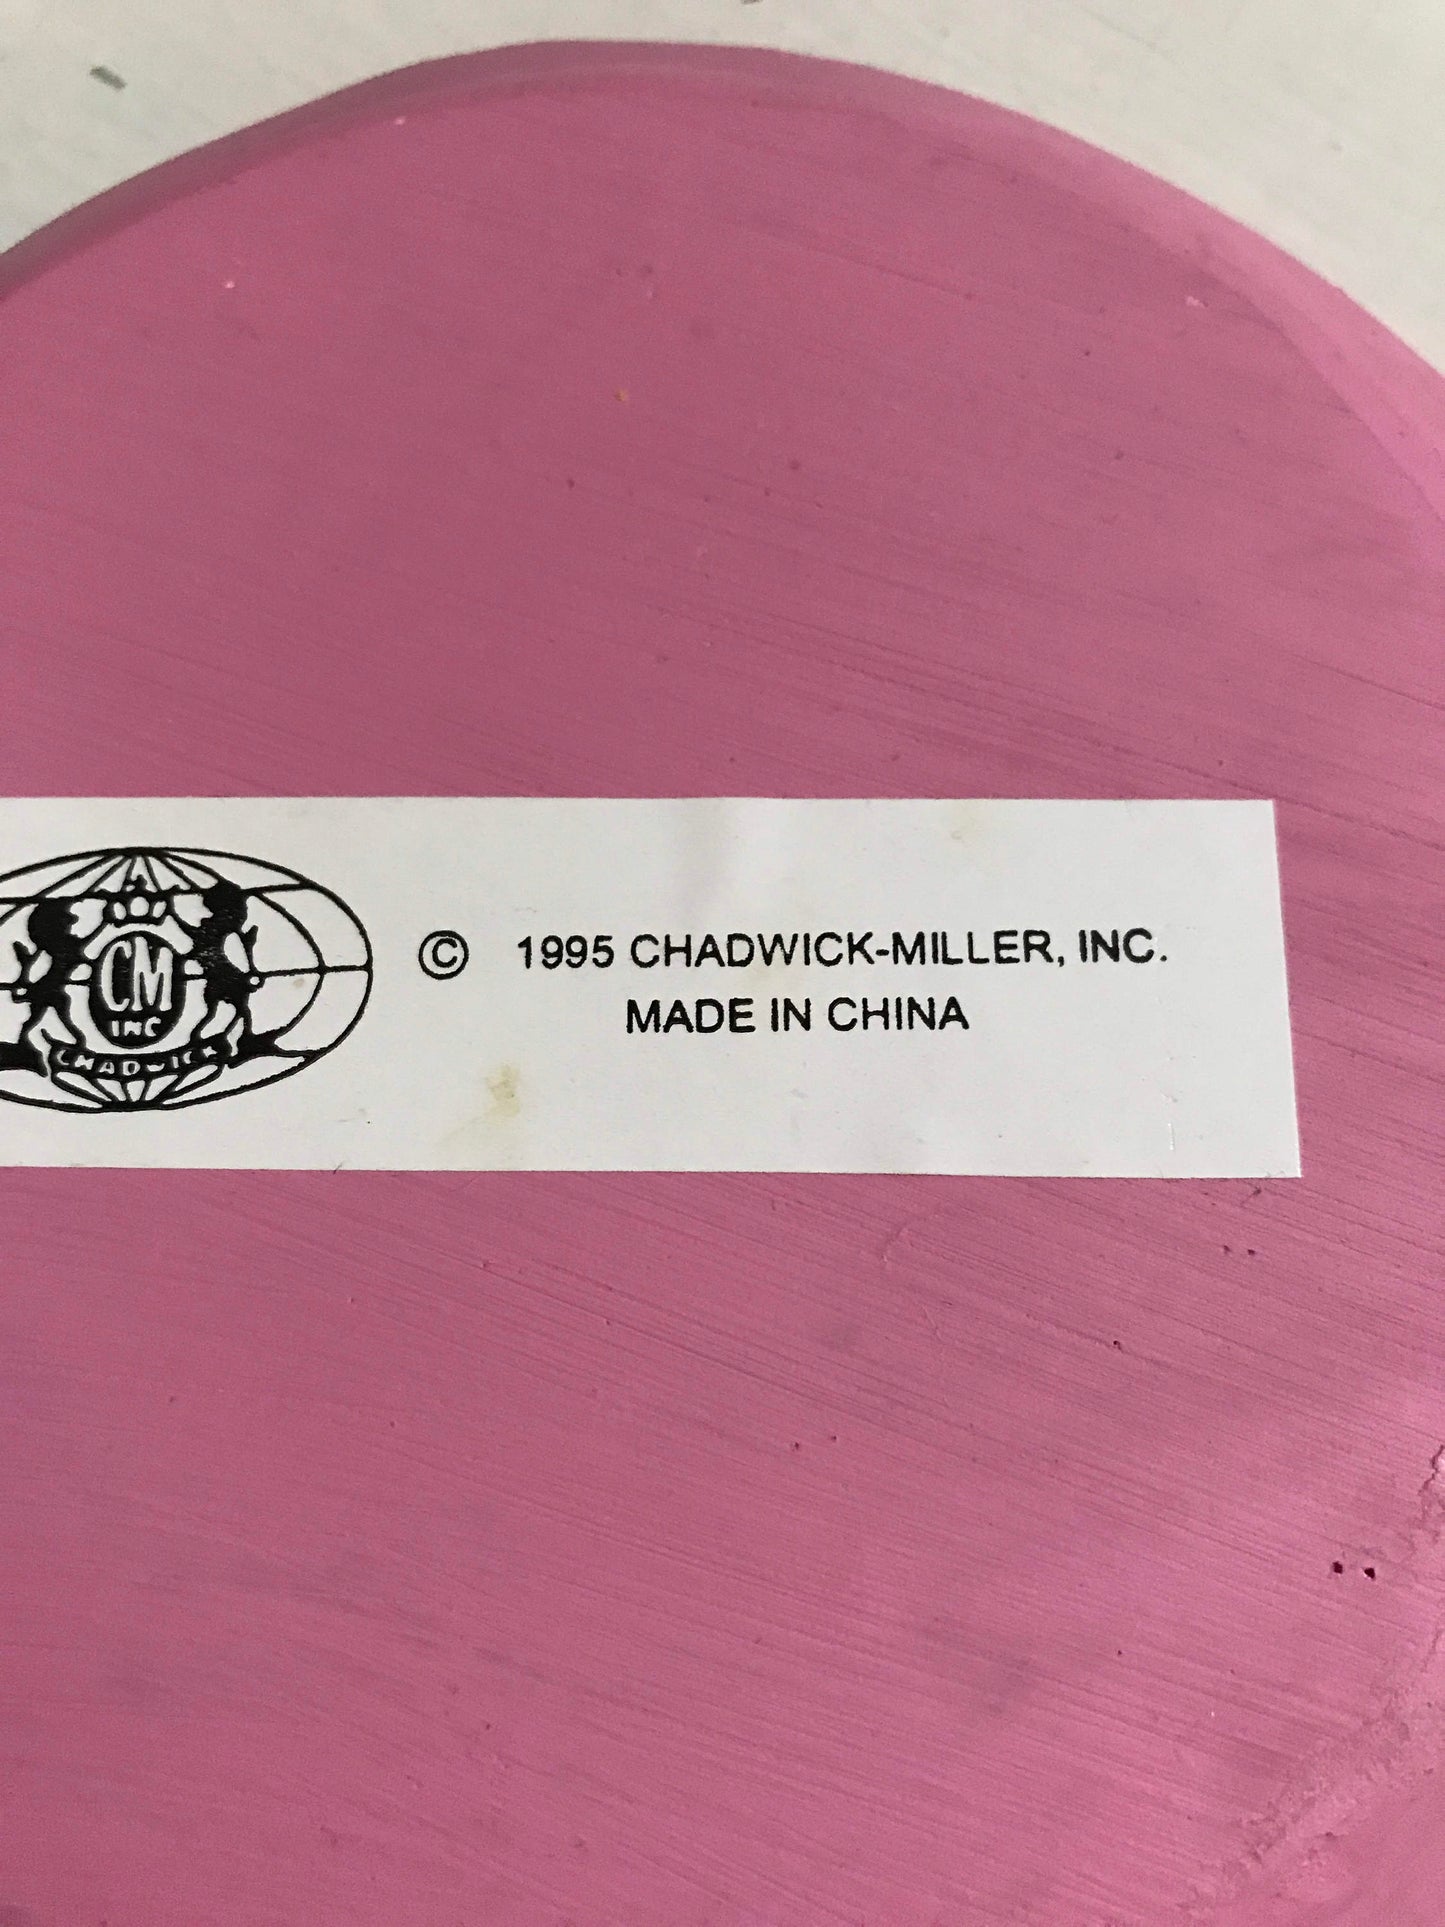 CM
INC
CHADWICK
© 1995 CHADWICK-MILLER, INC.
MADE IN CHINA